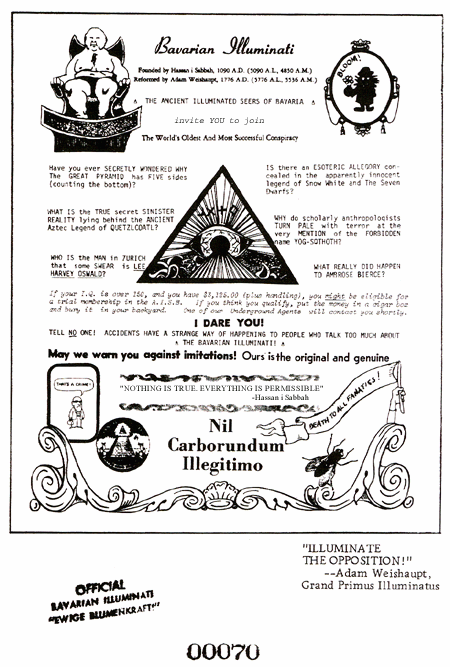 Bavarian Illuminati
Founded by Hassan i Sabbah, 1090 A.D. (5090 A.L., 4850 A.M.)
Reformed by Adam Weishaupt, 1776 A.D. (5776 A.L., 5536 A.M.)
BLOOM!
THE ANCIENT ILLUMINATED SEERS OF BAVARIA
invite YOU to join
The World's Oldest And Most Successful Conspiracy
Have you ever SECRETLY WONDERED WHY
The GREAT PYRAMID has FIVE sides
(counting the bottom)?
Is there an ESOTERIC ALLEGORY con-
cealed in the apparently innocent
legend of Snow White and The Seven
Dwarfs?
WHAT IS the TRUE secret SINISTER
REALITY lying behind the ANCIENT
Aztec Legend of QUETZLCOATL?
WHY do scholarly anthropologists
TURN PALE with terror at the
very MENTION of the FORBIDDEN
name YOG-SOTHOTH?
WHO IS the MAN in ZURICH
that some SWEAR is LEE
HARVEY OSWALD?
WHAT REALLY DID HAPPEN
TO AMBROSE BIERCE?
If your I.Q. is over 150, and you have $3,125.00 (plus handling), you might be eligible for
a trial membership in the A.I.S.B. If you think you qualify, put the money in a cigar box
and bury it in your backyard. One of our Underground Agents will contact you shortly.
I DARE YOU!
TELL NO ONE! ACCIDENTS HAVE A STRANGE WAY OF HAPPENING TO PEOPLE WHO TALK TOO MUCH ABOUT
THE BAVARIAN ILLUMINATI!
May we warn you against imitations! Ours is the original and genuine
THAT'S A CRIME!
"NOTHING IS TRUE. EVERYTHING IS PERMISSIBLE"
-Hassan i Sabbah
DEATH TO ALL FANATICS!
Nil
Carborundum
Illegitimo
"ILLUMINATE
THE OPPOSITION!"
--Adam Weishaupt,
Grand Primus Illuminatus
OFFICIAL
BAVARIAN ILLUMINATI
"EWIGE BLUMENKRAFT"
00070